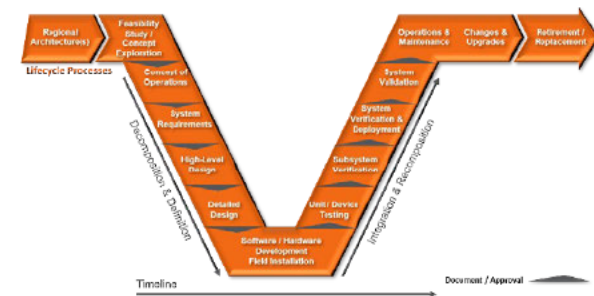 Regional
Architecture(s)
Feasibility
Study /
Concept
Exploration
Operations &
Maintenance
Changes &
Upgrades
Retirement /
Replacement
Lifecycle Processes
Concept of
Operations
System
Requirements
High-Level
Design
Detailed
Design
Software / Hardware
Development
Field Installation
Unit / Device
Testing
Subsystem
Verification
System
Verification &
Deployment
System
Validation
Decomposition & Definition
Integration & Recomposition
Timeline
Document / Approval